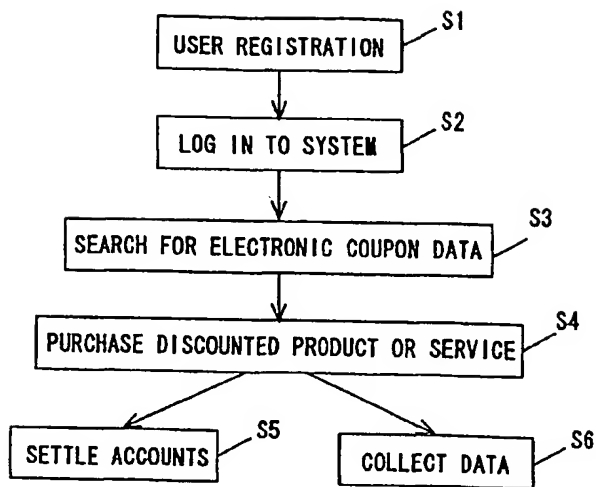 S1
USER REGISTRATION
S2
LOG IN TO SYSTEM
S3
SEARCH FOR ELECTRONIC COUPON DATA
S4
PURCHASE DISCOUNTED PRODUCT OR SERVICE
S5
SETTLE ACCOUNTS
S6
COLLECT DATA